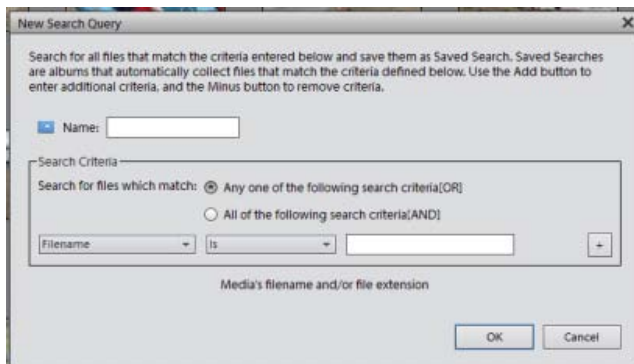 New Search Query
Search for all files that match the criteria entered below and save them as Saved Search. Saved Searches
are albums that automatically collect files that match the criteria defined below. Use the Add button to
enter additional criteria, and the Minus button to remove criteria.
Name:
Search Criteria
Search for files which match: Any one of the following search criteria[OR]
All of the following search criteria[AND]
Filename Is +
Media's filename and/or file extension
OK Cancel